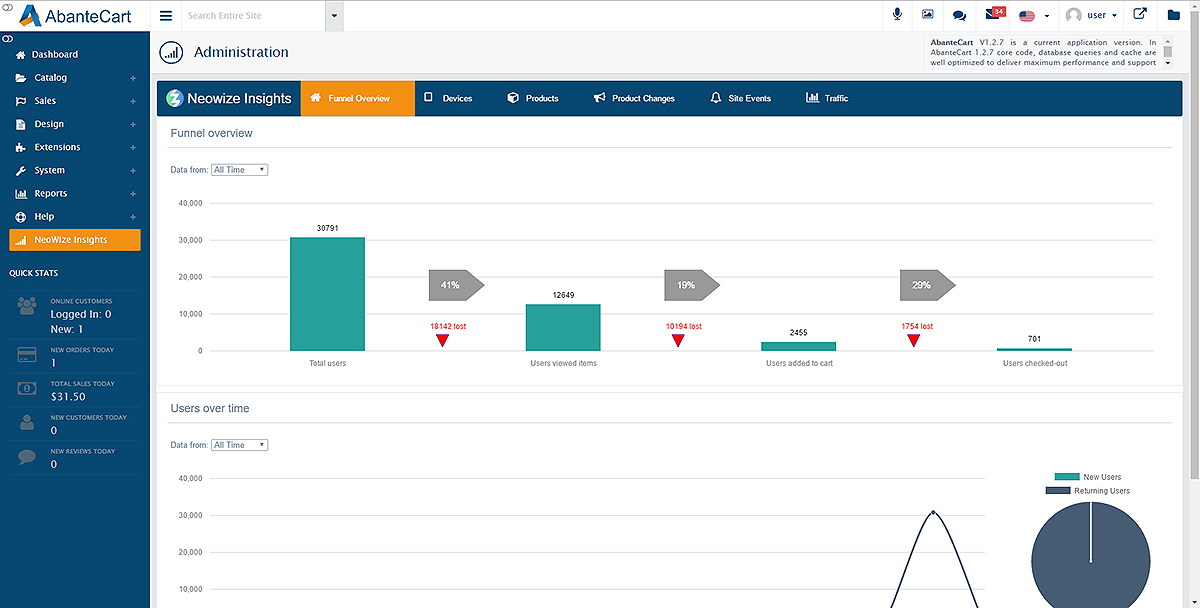 AbanteCart
Search Entire Site
34
user
Administration
AbanteCart V1.2.7 is a current application version. In
AbanteCart 1.2.7 core code, database queries and cache are
well optimized to deliver maximum performance and support
Dashboard
Catalog +
Sales +
Design +
Extensions +
System +
Reports +
Help +
NeoWize Insights
QUICK STATS
ONLINE CUSTOMERS
Logged In: 0
New: 1
NEW ORDERS TODAY
1
TOTAL SALES TODAY
$31.50
NEW CUSTOMERS TODAY
0
NEW REVIEWS TODAY
0
Neowize Insights Funnel Overview Devices Products Product Changes Site Events Traffic
Funnel overview
Data from: All Time
40,000
30,000
20,000
10,000
0
30791
41%
18142 lost
12649
19%
10194 lost
2455
29%
1754 lost
701
Total users Users viewed items Users added to cart Users checked-out
Users over time
Data from: All Time
40,000
30,000
20,000
10,000
New Users
Returning Users